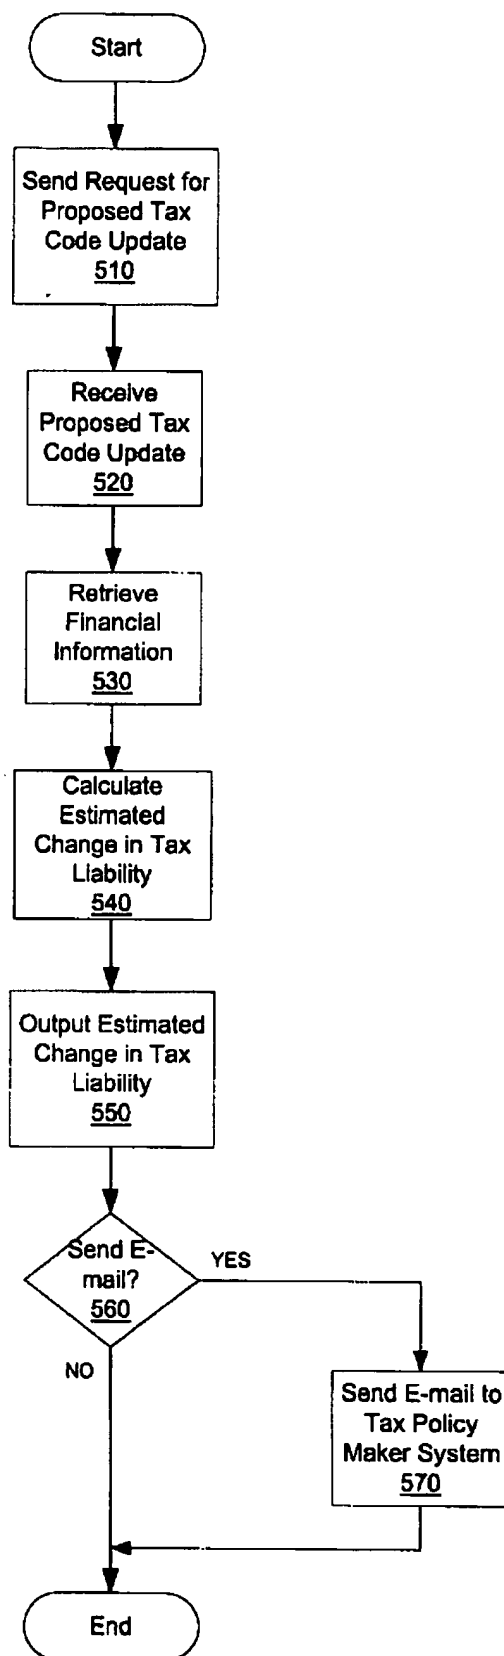 Start
Send Request for
Proposed Tax
Code Update
510
Receive
Proposed Tax
Code Update
520
Retrieve
Financial
Information
530
Calculate
Estimated
Change in Tax
Liability
540
Output Estimated
Change in Tax
Liability
550
Send E-
mail?
560
YES
NO
Send E-mail to
Tax Policy
Maker System
570
End